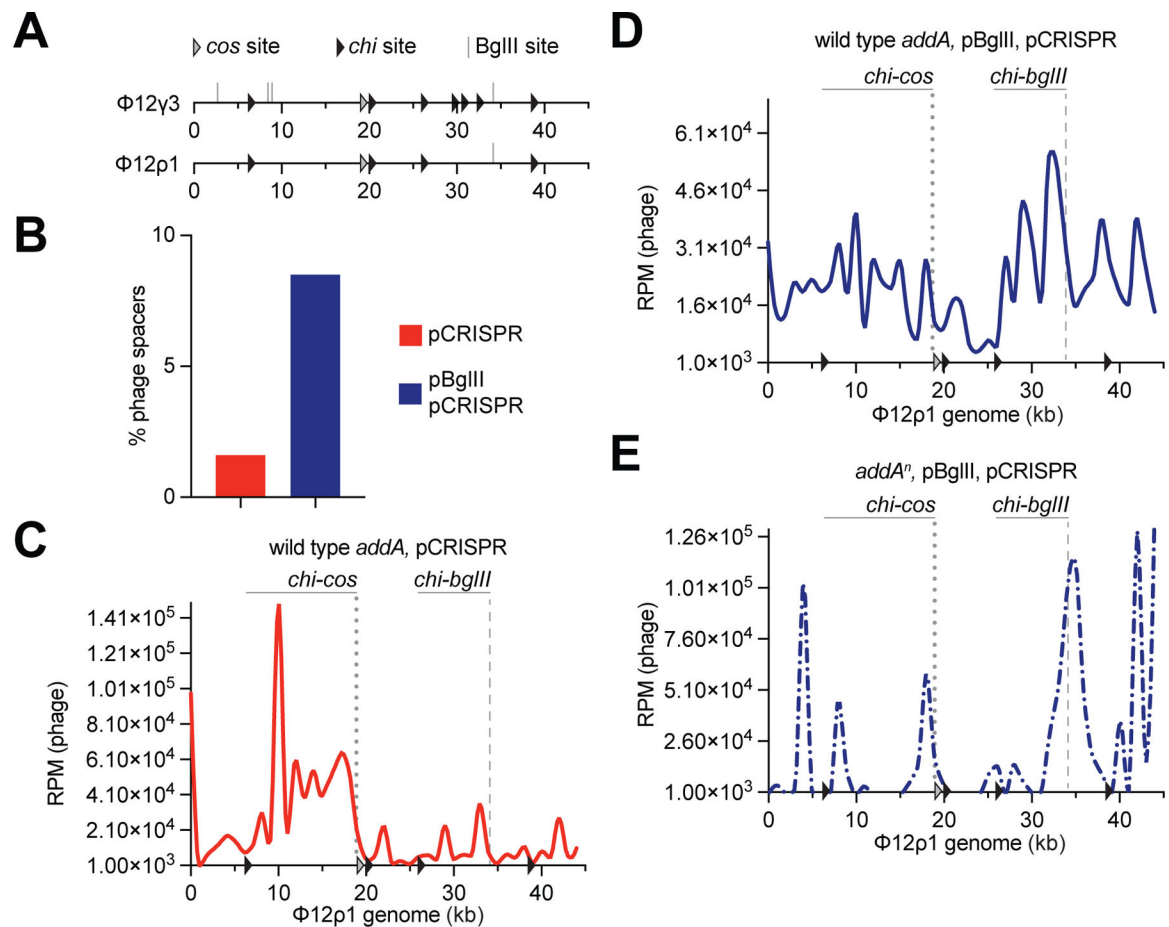 A
cos site
chi site
BglII site
Φ12γ3
0 10 20 30 40
Φ12ρ1
0 10 20 30 40
B
% phage spacers
10
5
0
pCRISPR
pBglII
pCRISPR
C
wild type addA, pCRISPR
chi-cos
chi-bglII
RPM (phage)
1.41×10⁵
1.21×10⁵
1.01×10⁵
8.10×10⁴
6.10×10⁴
4.10×10⁴
2.10×10⁴
1.00×10³
0 10 20 30 40
Φ12ρ1 genome (kb)
D
wild type addA, pBglII, pCRISPR
chi-cos
chi-bglII
RPM (phage)
6.1×10⁴
4.6×10⁴
3.1×10⁴
1.6×10⁴
1.0×10³
0 10 20 30 40
Φ12ρ1 genome (kb)
E
addAⁿ, pBglII, pCRISPR
chi-cos
chi-bglII
RPM (phage)
1.26×10⁵
1.01×10⁵
7.60×10⁴
5.10×10⁴
2.60×10⁴
1.00×10³
0 10 20 30 40
Φ12ρ1 genome (kb)